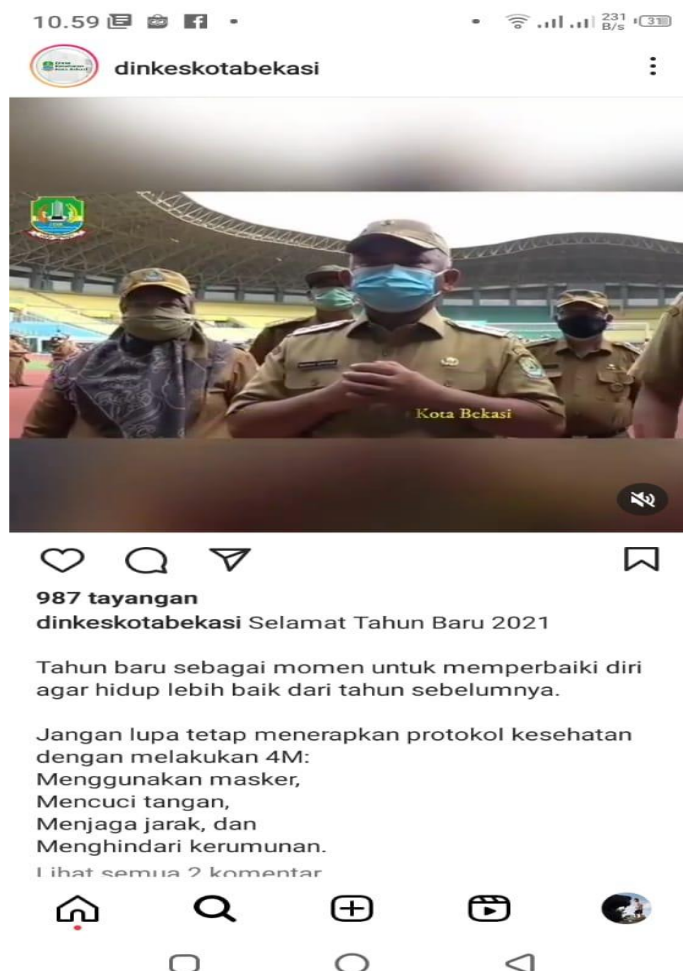 10.59
231
B/s
31
dinkeskotabekasi
Kota Bekasi
987 tayangan
dinkeskotabekasi Selamat Tahun Baru 2021
Tahun baru sebagai momen untuk memperbaiki diri
agar hidup lebih baik dari tahun sebelumnya.
Jangan lupa tetap menerapkan protokol kesehatan
dengan melakukan 4M:
Menggunakan masker,
Mencuci tangan,
Menjaga jarak, dan
Menghindari kerumunan.
Lihat semua 2 komentar